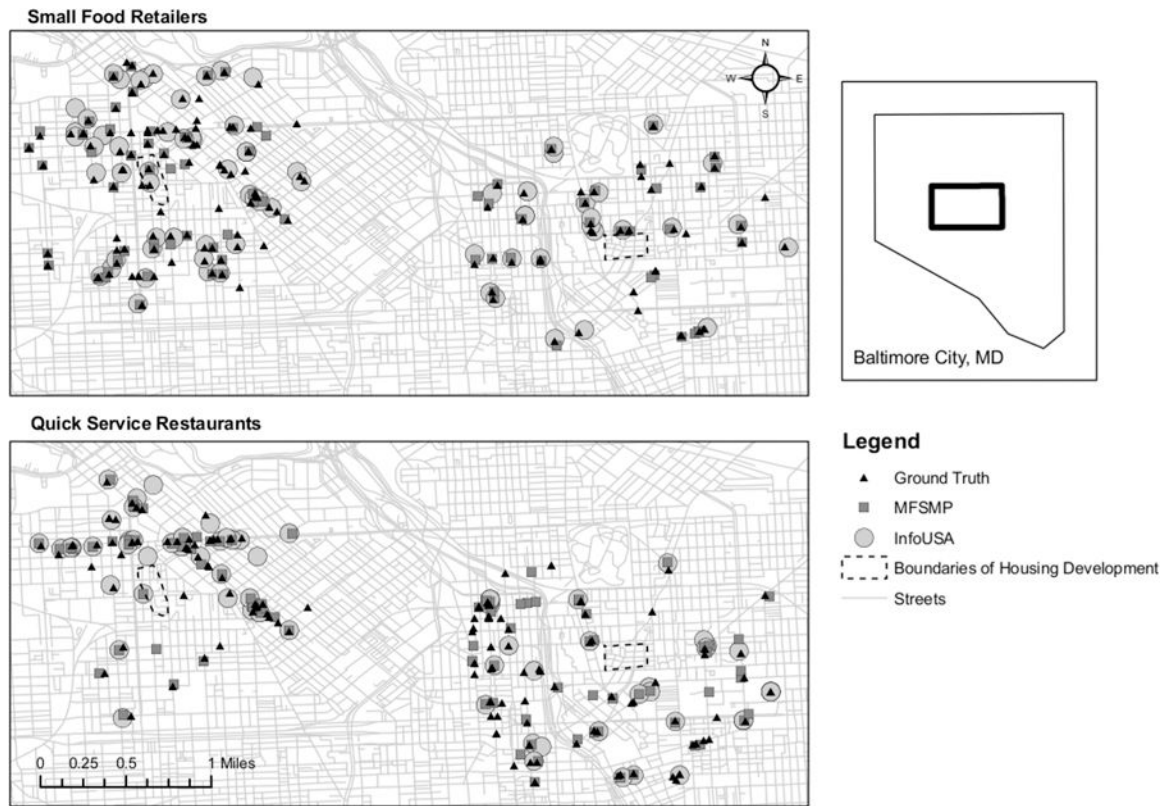 Small Food Retailers
N
W
E
S
Baltimore City, MD
Quick Service Restaurants
Legend
Ground Truth
MFSMP
InfoUSA
Boundaries of Housing Development
Streets
0 0.25 0.5 1 Miles